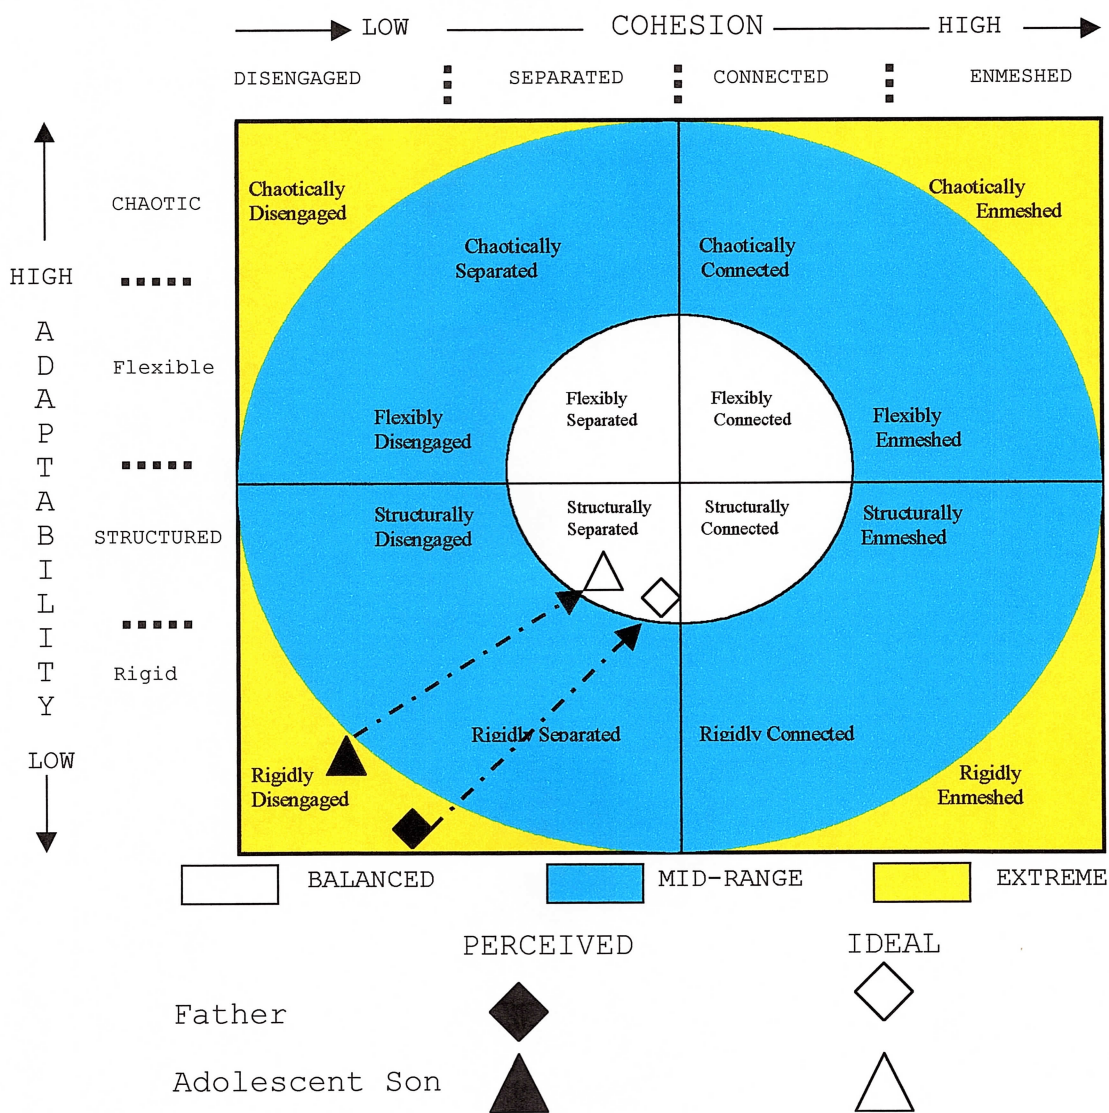 LOW COHESION HIGH
DISENGAGED SEPARATED CONNECTED ENMESHED
CHAOTIC
HIGH
Flexible
ADAPTABILITY
STRUCTURED
Rigid
LOW
Chaotically
Disengaged
Chaotically
Enmeshed
Chaotically
Separated
Chaotically
Connected
Flexibly
Disengaged
Flexibly
Separated
Flexibly
Connected
Flexibly
Enmeshed
Structurally
Disengaged
Structurally
Separated
Structurally
Connected
Structurally
Enmeshed
Rigidly Separated
Rigidly Connected
Rigidly
Disengaged
Rigidly
Enmeshed
BALANCED MID-RANGE EXTREME
PERCEIVED IDEAL
Father
Adolescent Son